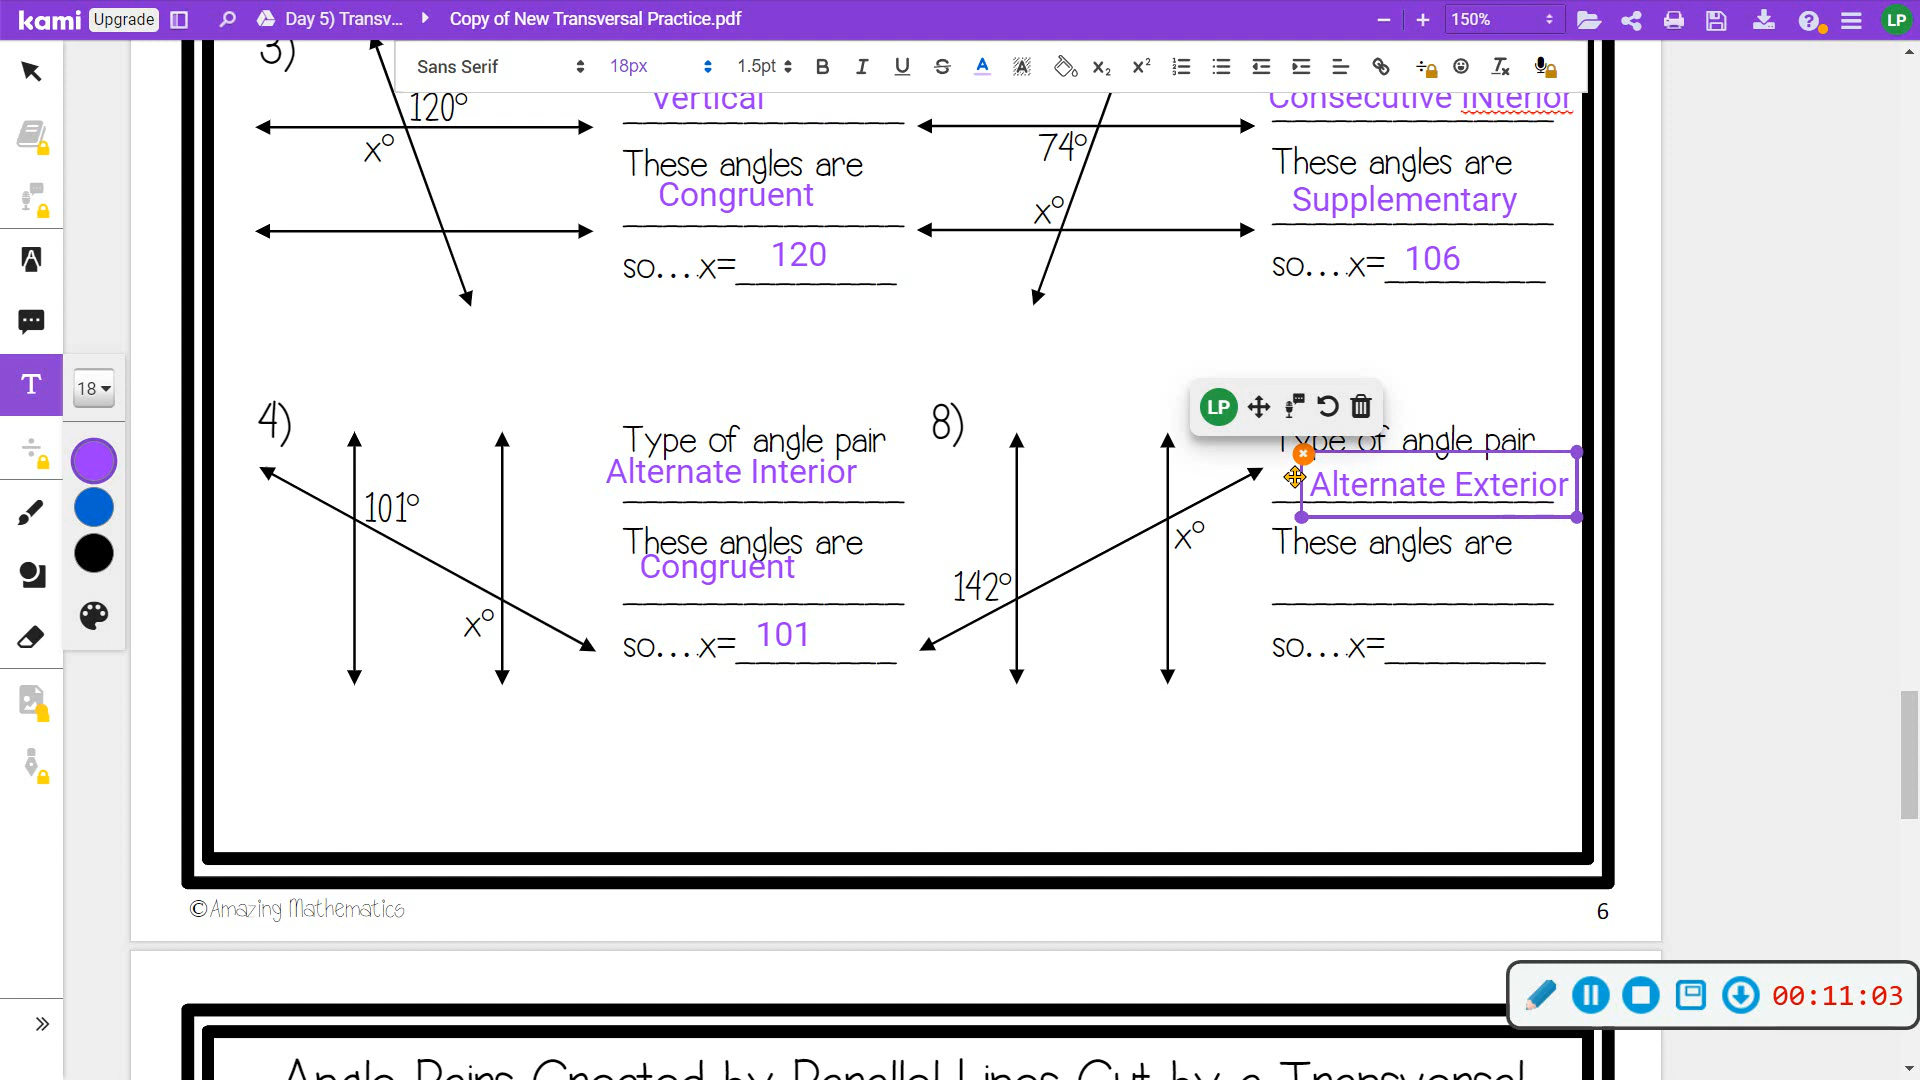 kami Upgrade Day 5) Transv... Copy of New Transversal Practice.pdf 150% LP
Sans Serif 18px 1.5pt
3)
120°
x°
Vertical
These angles are
Congruent
so....x= 120
74°
x°
Consecutive INterior
These angles are
Supplementary
so....x= 106
18
4)
101°
x°
Type of angle pair
Alternate Interior
These angles are
Congruent
so....x= 101
8)
142°
x°
LP
Type of angle pair
Alternate Exterior
These angles are
so....x=
©Amazing Mathematics
6
00:11:03
Angle Pairs Created by Parallel Lines Cut by a Transversal